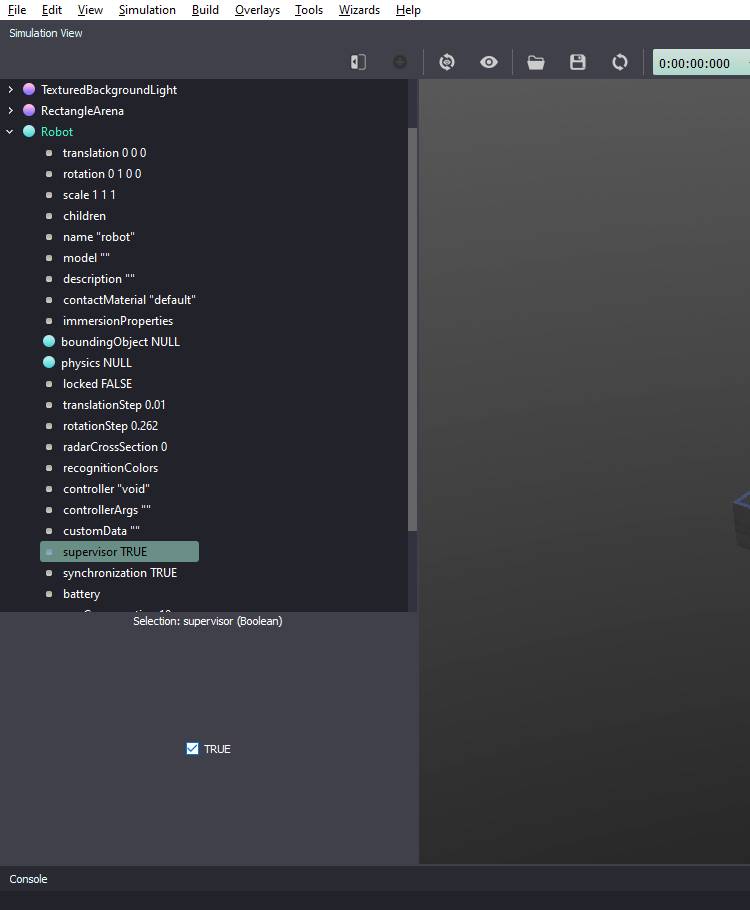 File Edit View Simulation Build Overlays Tools Wizards Help
Simulation View
0:00:00:000
TexturedBackgroundLight
RectangleArena
Robot
translation 0 0 0
rotation 0 1 0 0
scale 1 1 1
children
name "robot"
model ""
description ""
contactMaterial "default"
immersionProperties
boundingObject NULL
physics NULL
locked FALSE
translationStep 0.01
rotationStep 0.262
radarCrossSection 0
recognitionColors
controller "void"
controllerArgs ""
customData ""
supervisor TRUE
synchronization TRUE
battery
Selection: supervisor (Boolean)
TRUE
Console